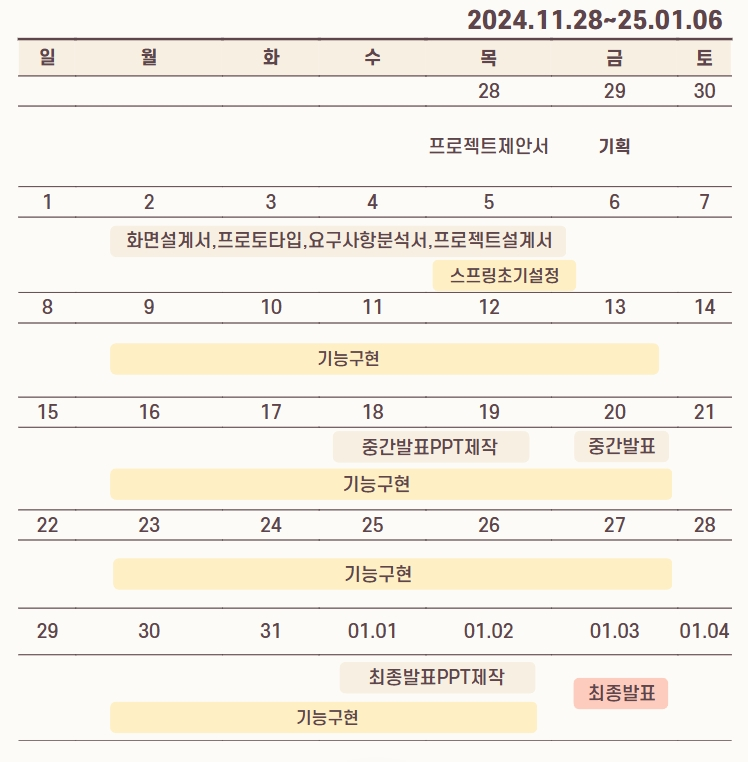 2024.11.28~25.01.06
일 월 화 수 목 금 토
28 29 30
프로젝트제안서 기획
1 2 3 4 5 6 7
화면설계서,프로토타입,요구사항분석서,프로젝트설계서
스프링초기설정
8 9 10 11 12 13 14
기능구현
15 16 17 18 19 20 21
중간발표PPT제작 중간발표
기능구현
22 23 24 25 26 27 28
기능구현
29 30 31 01.01 01.02 01.03 01.04
최종발표PPT제작
최종발표
기능구현